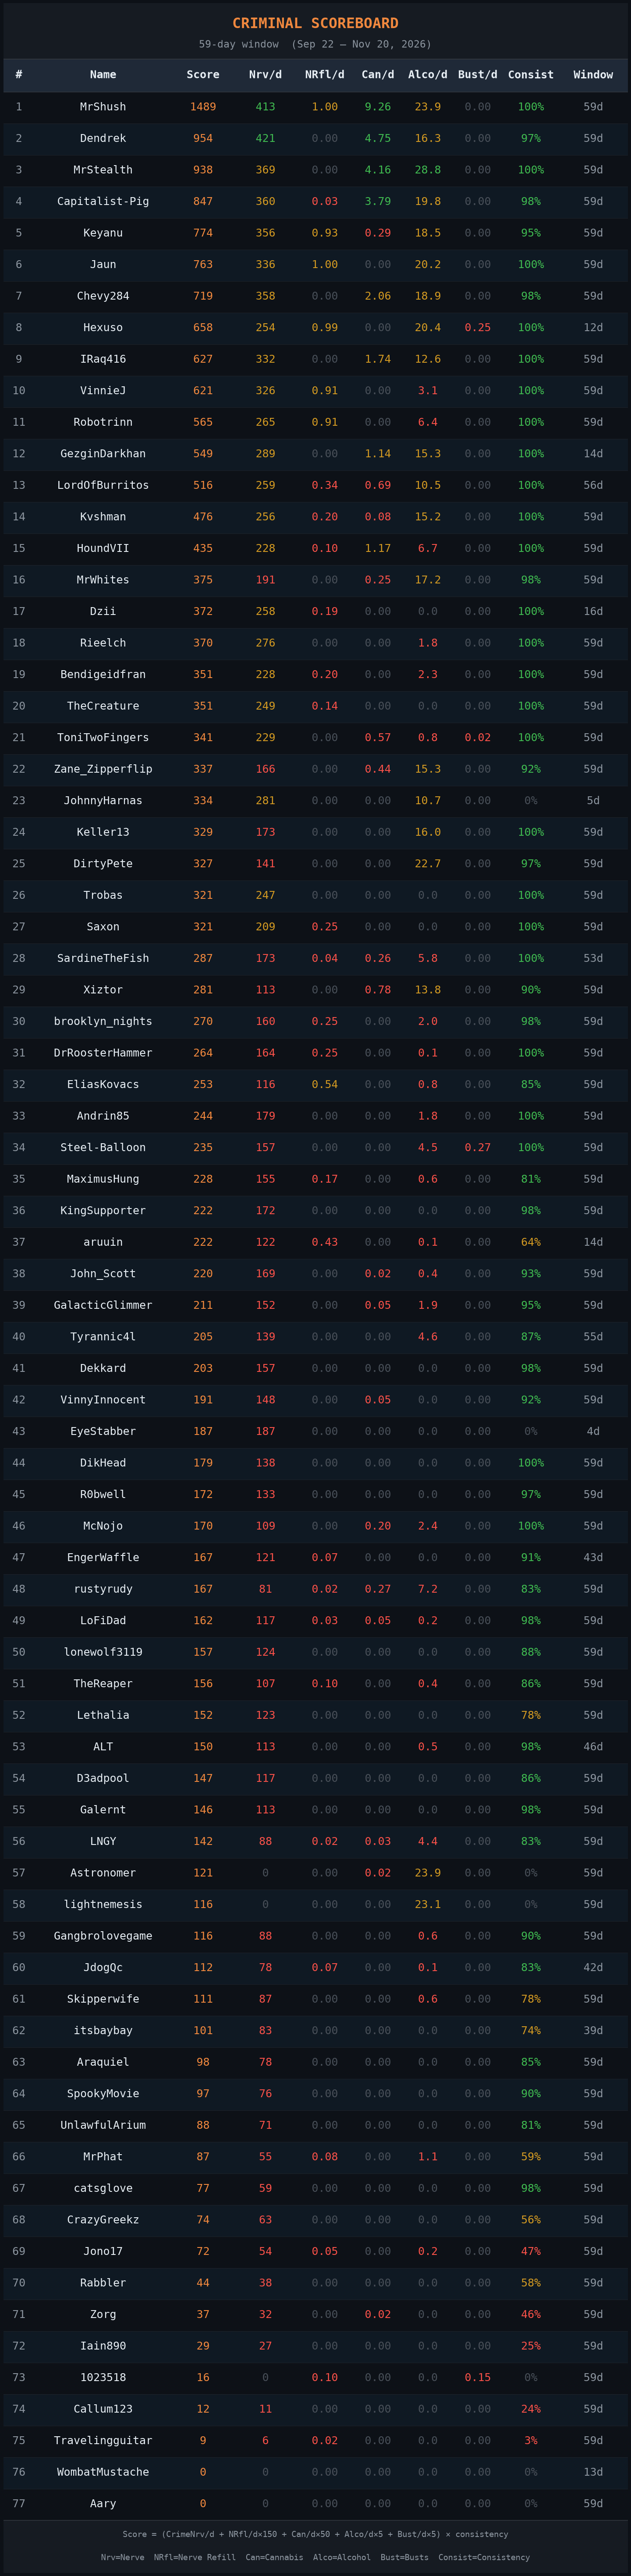 CRIMINAL SCOREBOARD
59-day window (Sep 22 – Nov 20, 2026)
# Name Score Nrv/d NRfl/d Can/d Alco/d Bust/d Consist Window
1 MrShush 1489 413 1.00 9.26 23.9 0.00 100% 59d
2 Dendrek 954 421 0.00 4.75 16.3 0.00 97% 59d
3 MrStealth 938 369 0.00 4.16 28.8 0.00 100% 59d
4 Capitalist-Pig 847 360 0.03 3.79 19.8 0.00 98% 59d
5 Keyanu 774 356 0.93 0.29 18.5 0.00 95% 59d
6 Jaun 763 336 1.00 0.00 20.2 0.00 100% 59d
7 Chevy284 719 358 0.00 2.06 18.9 0.00 98% 59d
8 Hexuso 658 254 0.99 0.00 20.4 0.25 100% 12d
9 IRaq416 627 332 0.00 1.74 12.6 0.00 100% 59d
10 VinnieJ 621 326 0.91 0.00 3.1 0.00 100% 59d
11 Robotrinn 565 265 0.91 0.00 6.4 0.00 100% 59d
12 GezginDarkhan 549 289 0.00 1.14 15.3 0.00 100% 14d
13 LordOfBurritos 516 259 0.34 0.69 10.5 0.00 100% 56d
14 Kvshman 476 256 0.20 0.08 15.2 0.00 100% 59d
15 HoundVII 435 228 0.10 1.17 6.7 0.00 100% 59d
16 MrWhites 375 191 0.00 0.25 17.2 0.00 98% 59d
17 Dzii 372 258 0.19 0.00 0.0 0.00 100% 16d
18 Rieelch 370 276 0.00 0.00 1.8 0.00 100% 59d
19 Bendigeidfran 351 228 0.20 0.00 2.3 0.00 100% 59d
20 TheCreature 351 249 0.14 0.00 0.0 0.00 100% 59d
21 ToniTwoFingers 341 229 0.00 0.57 0.8 0.02 100% 59d
22 Zane_Zipperflip 337 166 0.00 0.44 15.3 0.00 92% 59d
23 JohnnyHarnas 334 281 0.00 0.00 10.7 0.00 0% 5d
24 Keller13 329 173 0.00 0.00 16.0 0.00 100% 59d
25 DirtyPete 327 141 0.00 0.00 22.7 0.00 97% 59d
26 Trobas 321 247 0.00 0.00 0.0 0.00 100% 59d
27 Saxon 321 209 0.25 0.00 0.0 0.00 100% 59d
28 SardineTheFish 287 173 0.04 0.26 5.8 0.00 100% 53d
29 Xiztor 281 113 0.00 0.78 13.8 0.00 90% 59d
30 brooklyn_nights 270 160 0.25 0.00 2.0 0.00 98% 59d
31 DrRoosterHammer 264 164 0.25 0.00 0.1 0.00 100% 59d
32 EliasKovacs 253 116 0.54 0.00 0.8 0.00 85% 59d
33 Andrin85 244 179 0.00 0.00 1.8 0.00 100% 59d
34 Steel-Balloon 235 157 0.00 0.00 4.5 0.27 100% 59d
35 MaximusHung 228 155 0.17 0.00 0.6 0.00 81% 59d
36 KingSupporter 222 172 0.00 0.00 0.0 0.00 98% 59d
37 aruuin 222 122 0.43 0.00 0.1 0.00 64% 14d
38 John_Scott 220 169 0.00 0.02 0.4 0.00 93% 59d
39 GalacticGlimmer 211 152 0.00 0.05 1.9 0.00 95% 59d
40 Tyrannic4l 205 139 0.00 0.00 4.6 0.00 87% 55d
41 Dekkard 203 157 0.00 0.00 0.0 0.00 98% 59d
42 VinnyInnocent 191 148 0.00 0.05 0.0 0.00 92% 59d
43 EyeStabber 187 187 0.00 0.00 0.0 0.00 0% 4d
44 DikHead 179 138 0.00 0.00 0.0 0.00 100% 59d
45 R0bwell 172 133 0.00 0.00 0.0 0.00 97% 59d
46 McNojo 170 109 0.00 0.20 2.4 0.00 100% 59d
47 EngerWaffle 167 121 0.07 0.00 0.0 0.00 91% 43d
48 rustyrudy 167 81 0.02 0.27 7.2 0.00 83% 59d
49 LoFiDad 162 117 0.03 0.05 0.2 0.00 98% 59d
50 lonewolf3119 157 124 0.00 0.00 0.0 0.00 88% 59d
51 TheReaper 156 107 0.10 0.00 0.4 0.00 86% 59d
52 Lethalia 152 123 0.00 0.00 0.0 0.00 78% 59d
53 ALT 150 113 0.00 0.00 0.5 0.00 98% 46d
54 D3adpool 147 117 0.00 0.00 0.0 0.00 86% 59d
55 Galernt 146 113 0.00 0.00 0.0 0.00 98% 59d
56 LNGY 142 88 0.02 0.03 4.4 0.00 83% 59d
57 Astronomer 121 0 0.00 0.02 23.9 0.00 0% 59d
58 lightnemesis 116 0 0.00 0.00 23.1 0.00 0% 59d
59 Gangbrolovegame 116 88 0.00 0.00 0.6 0.00 90% 59d
60 JdogQc 112 78 0.07 0.00 0.1 0.00 83% 42d
61 Skipperwife 111 87 0.00 0.00 0.6 0.00 78% 59d
62 itsbaybay 101 83 0.00 0.00 0.0 0.00 74% 39d
63 Araquiel 98 78 0.00 0.00 0.0 0.00 85% 59d
64 SpookyMovie 97 76 0.00 0.00 0.0 0.00 90% 59d
65 UnlawfulArium 88 71 0.00 0.00 0.0 0.00 81% 59d
66 MrPhat 87 55 0.08 0.00 1.1 0.00 59% 59d
67 catsglove 77 59 0.00 0.00 0.0 0.00 98% 59d
68 CrazyGreekz 74 63 0.00 0.00 0.0 0.00 56% 59d
69 Jono17 72 54 0.05 0.00 0.2 0.00 47% 59d
70 Rabbler 44 38 0.00 0.00 0.0 0.00 58% 59d
71 Zorg 37 32 0.00 0.02 0.0 0.00 46% 59d
72 Iain890 29 27 0.00 0.00 0.0 0.00 25% 59d
73 1023518 16 0 0.10 0.00 0.0 0.15 0% 59d
74 Callum123 12 11 0.00 0.00 0.0 0.00 24% 59d
75 Travelingguitar 9 6 0.02 0.00 0.0 0.00 3% 59d
76 WombatMustache 0 0 0.00 0.00 0.0 0.00 0% 13d
77 Aary 0 0 0.00 0.00 0.0 0.00 0% 59d
Score = (CrimeNrv/d + NRfl/d×150 + Can/d×50 + Alco/d×5 + Bust/d×5) × consistency
Nrv=Nerve NRfl=Nerve Refill Can=Cannabis Alco=Alcohol Bust=Busts Consist=Consistency